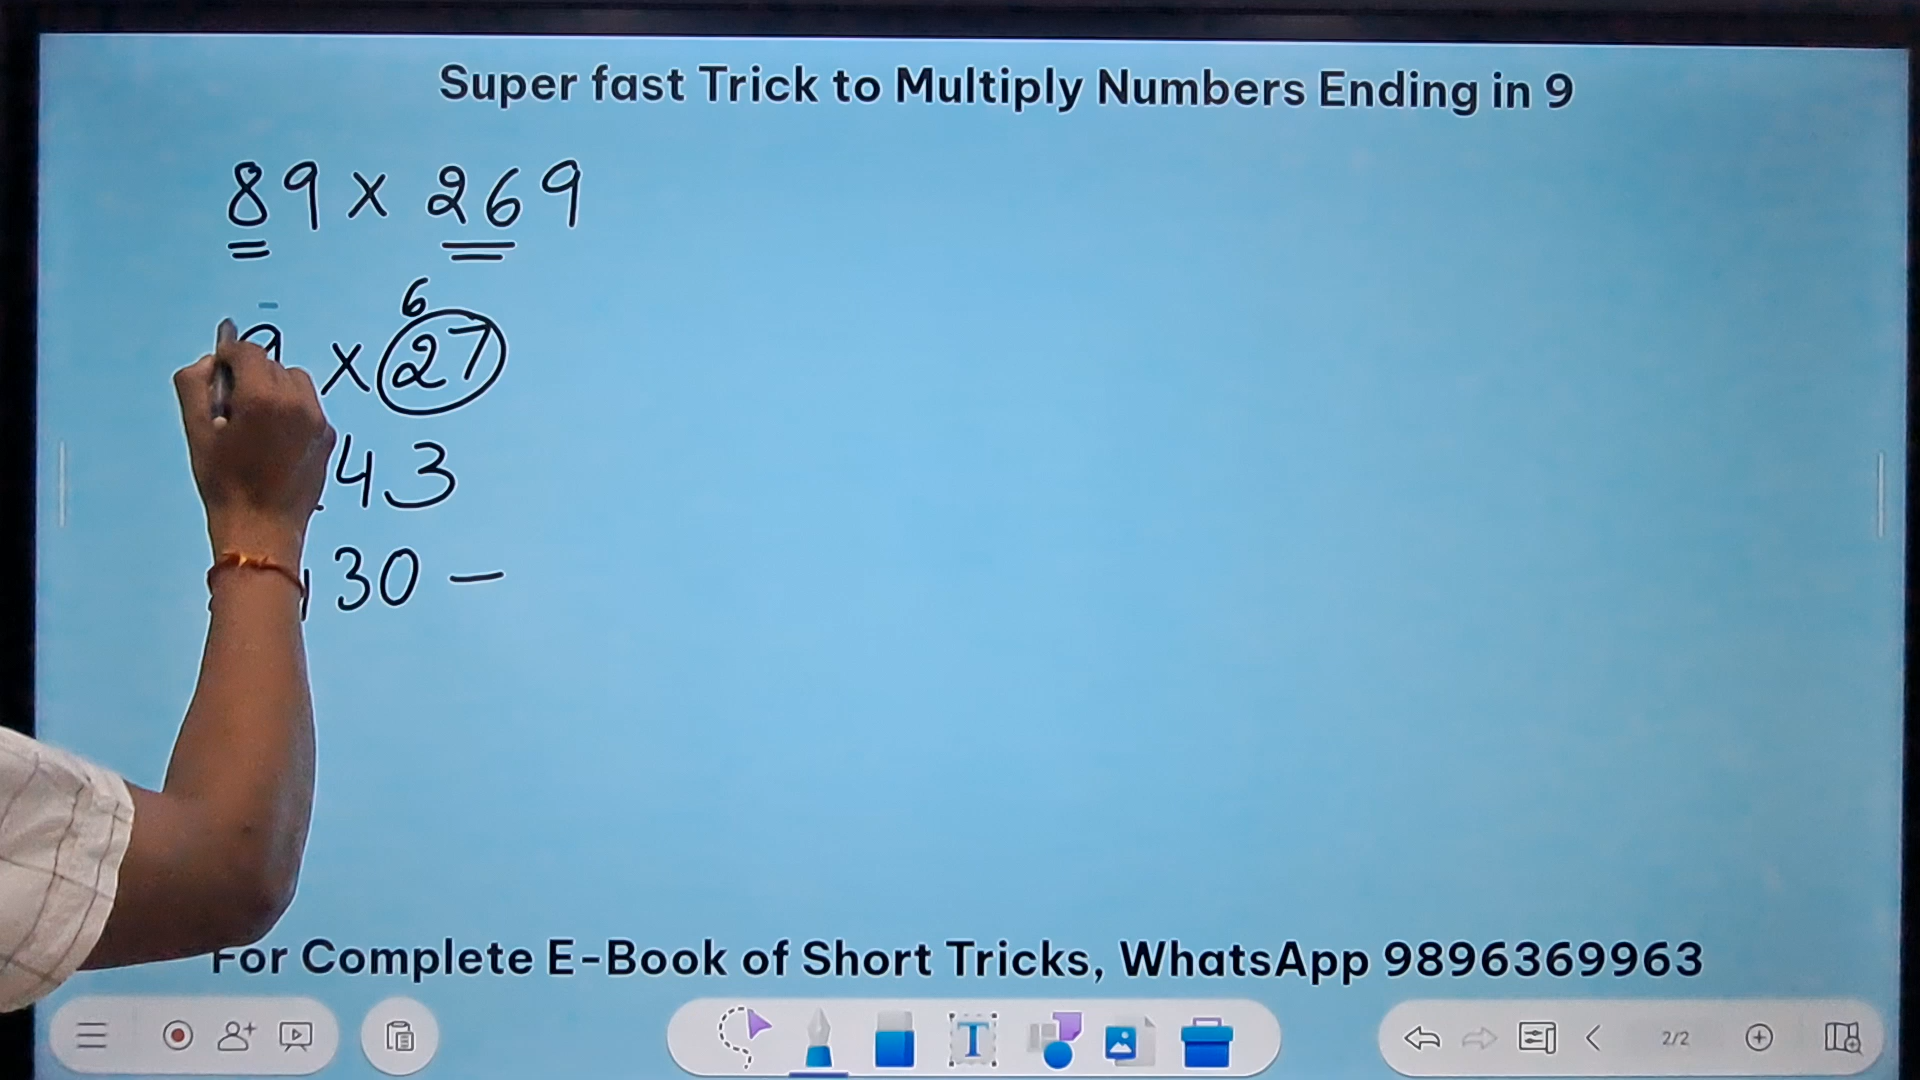 Super fast Trick to Multiply Numbers Ending in 9
89 x 269
6
9 x 27
43
30 -
For Complete E-Book of Short Tricks, WhatsApp 9896369963
T 2/2